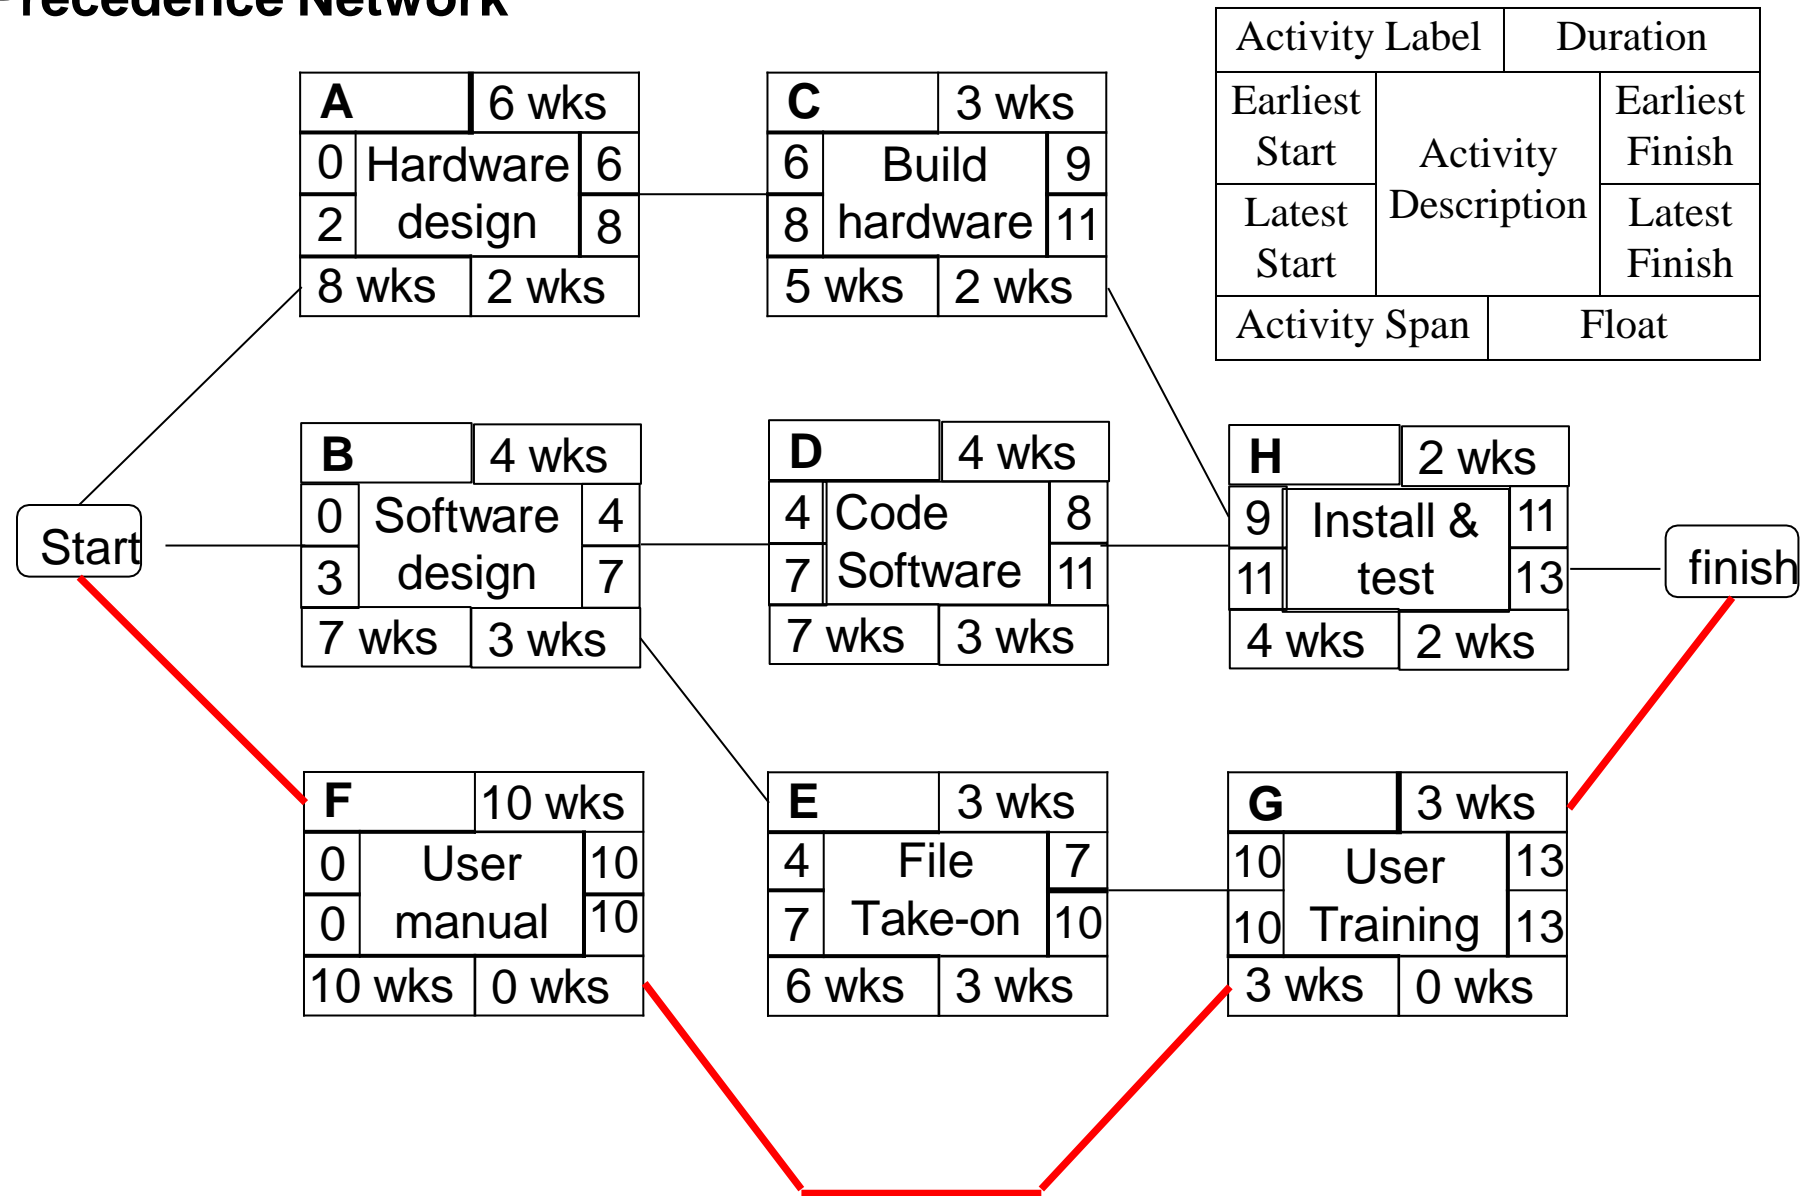 Precedence Network
Activity Label Duration
Earliest
Start
Activity
Description
Earliest
Finish
Latest
Start
Latest
Finish
Activity Span Float
A 6 wks
0 Hardware 6
2 design 8
8 wks 2 wks
C 3 wks
6 Build 9
8 hardware 11
5 wks 2 wks
Start
B 4 wks
0 Software 4
3 design 7
7 wks 3 wks
D 4 wks
4 Code 8
7 Software 11
7 wks 3 wks
H 2 wks
9 Install & 11
11 test 13
4 wks 2 wks
finish
F 10 wks
0 User 10
0 manual 10
10 wks 0 wks
E 3 wks
4 File 7
7 Take-on 10
6 wks 3 wks
G 3 wks
10 User 13
10 Training 13
3 wks 0 wks